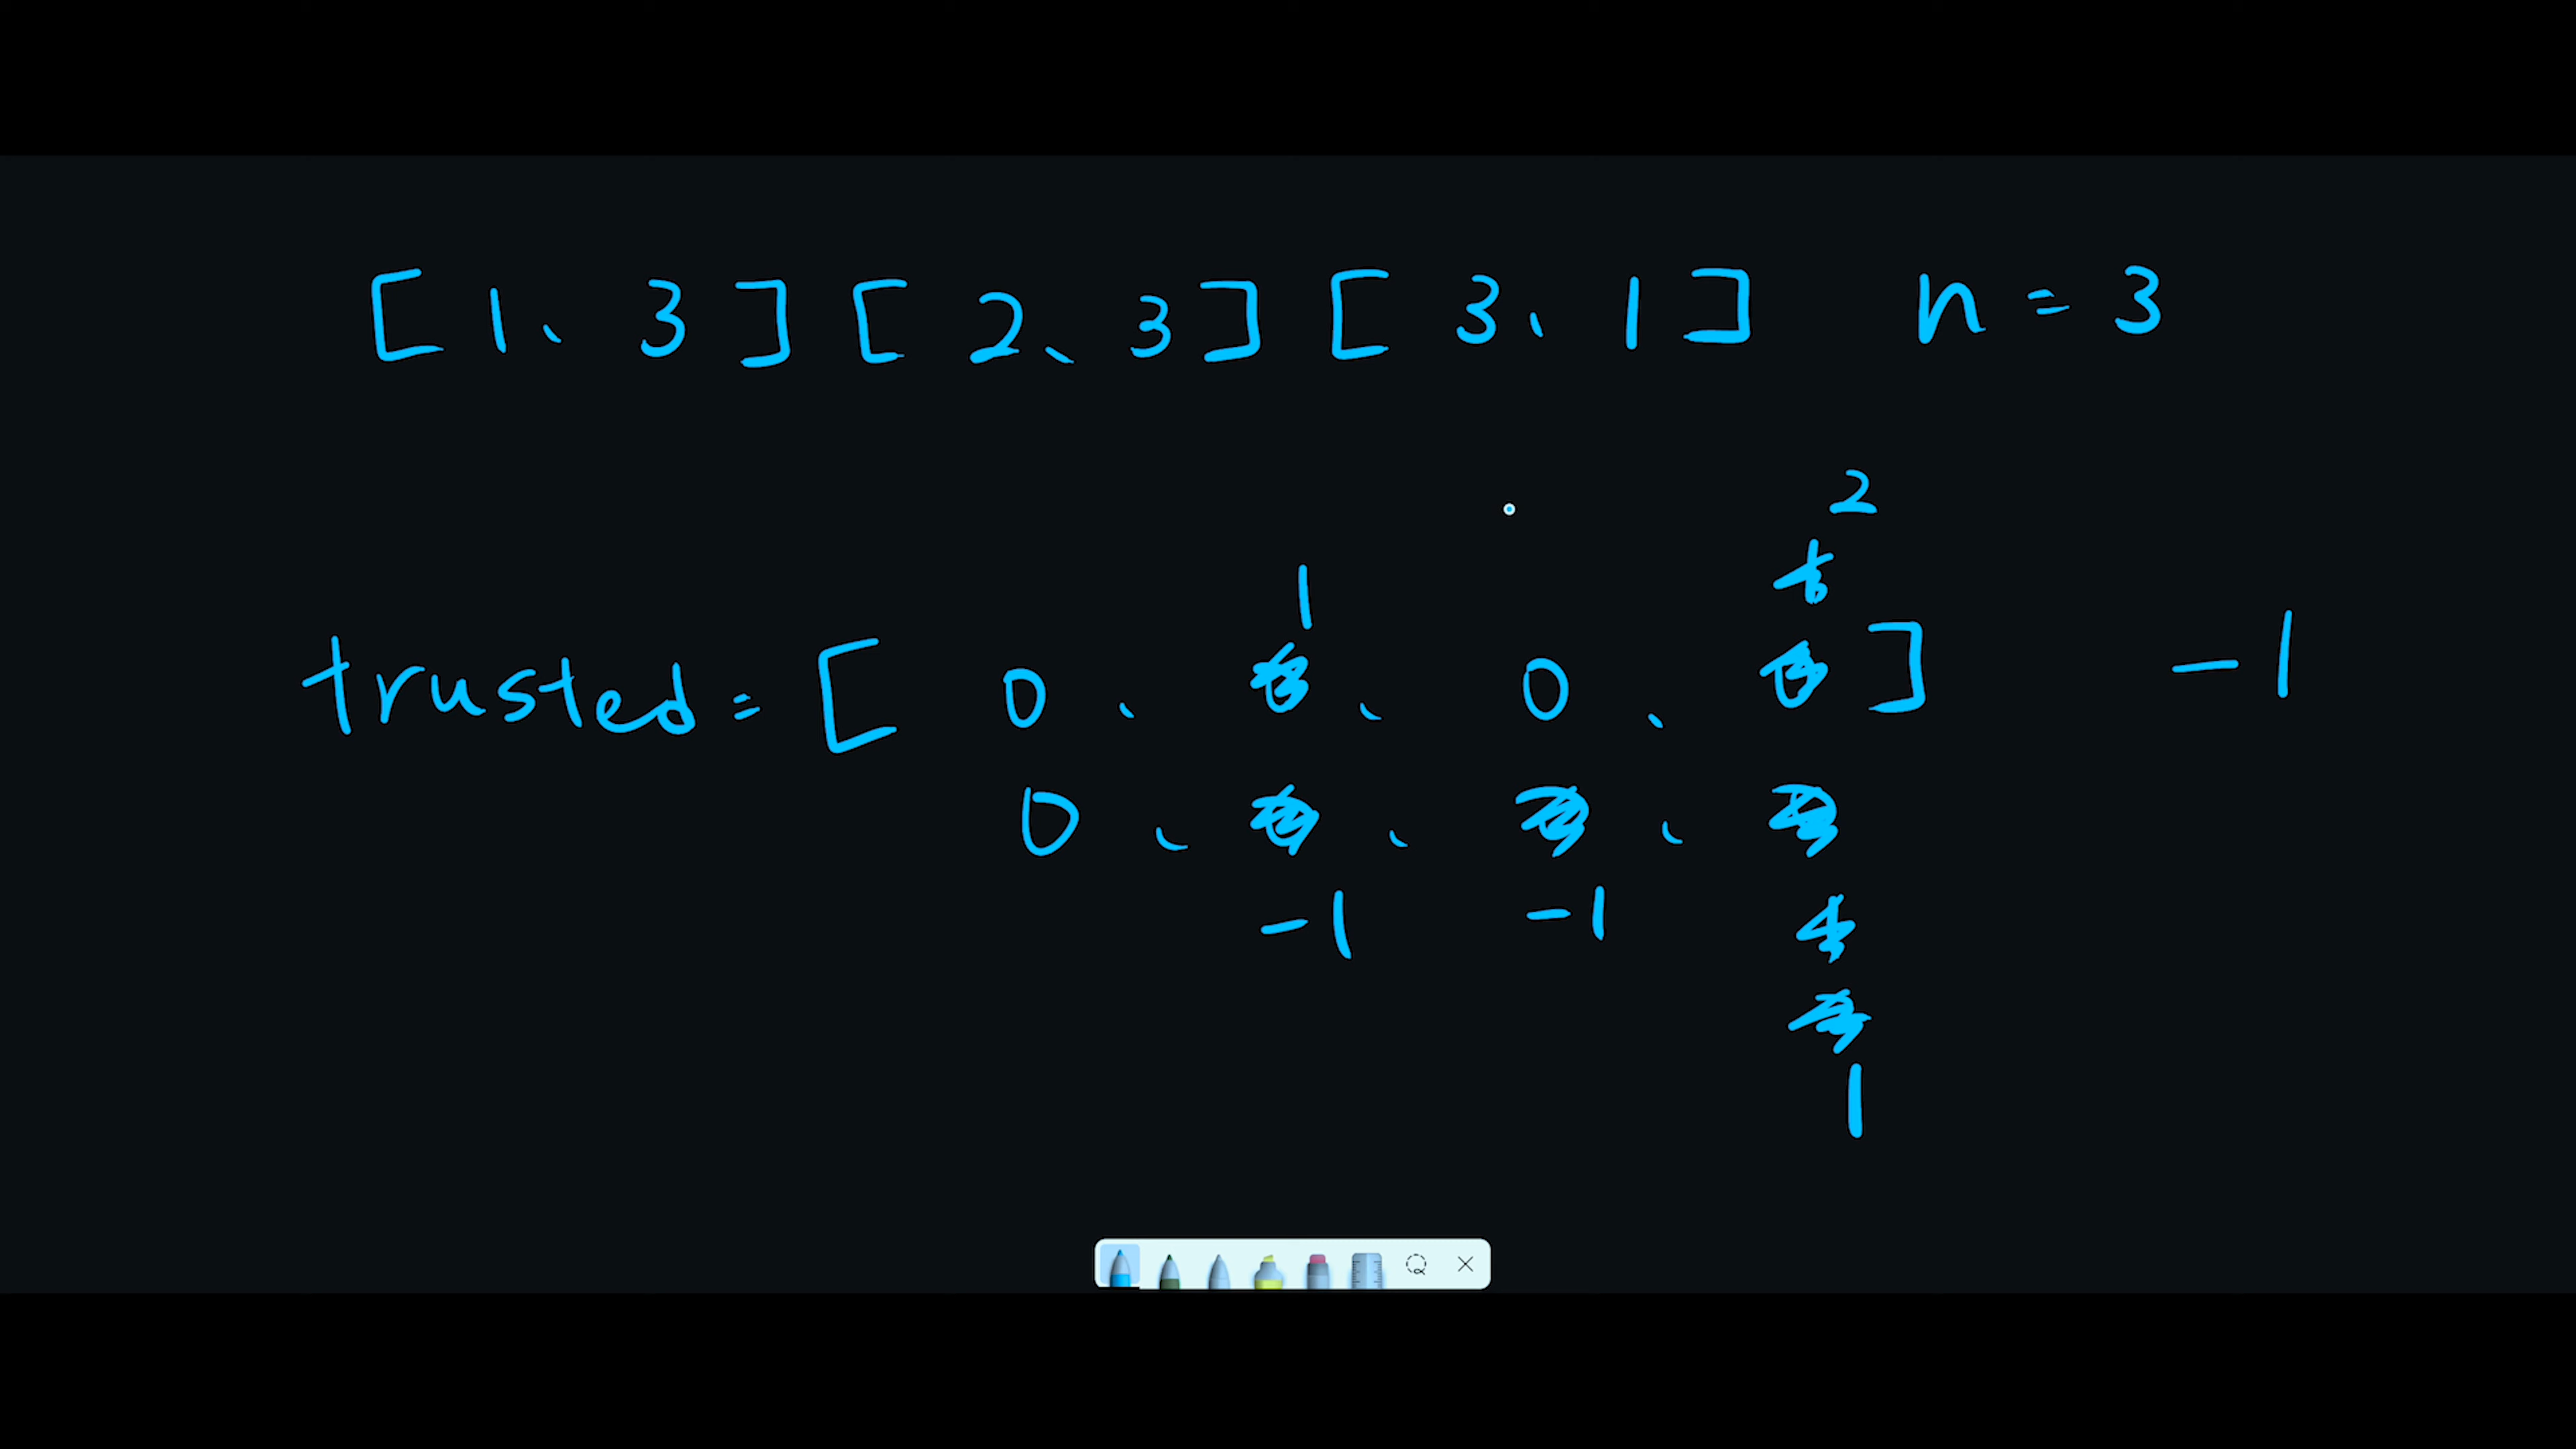 [1、3][2、3][3、1] n=3
2
1
trusted=[0、 、0、 ] -1
0、 、 、
-1 -1
1